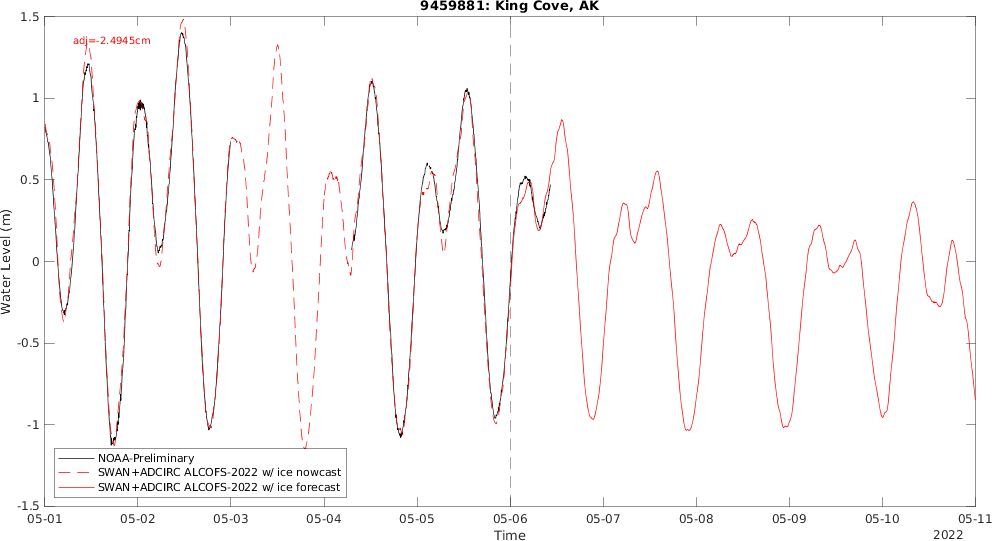 9459881: King Cove, AK
adj=-2.4945cm
Water Level (m)
1.5
1
0.5
0
-0.5
-1
-1.5
NOAA-Preliminary
SWAN+ADCIRC ALCOFS-2022 w/ ice nowcast
SWAN+ADCIRC ALCOFS-2022 w/ ice forecast
05-01 05-02 05-03 05-04 05-05 05-06 05-07 05-08 05-09 05-10 05-11
Time
2022